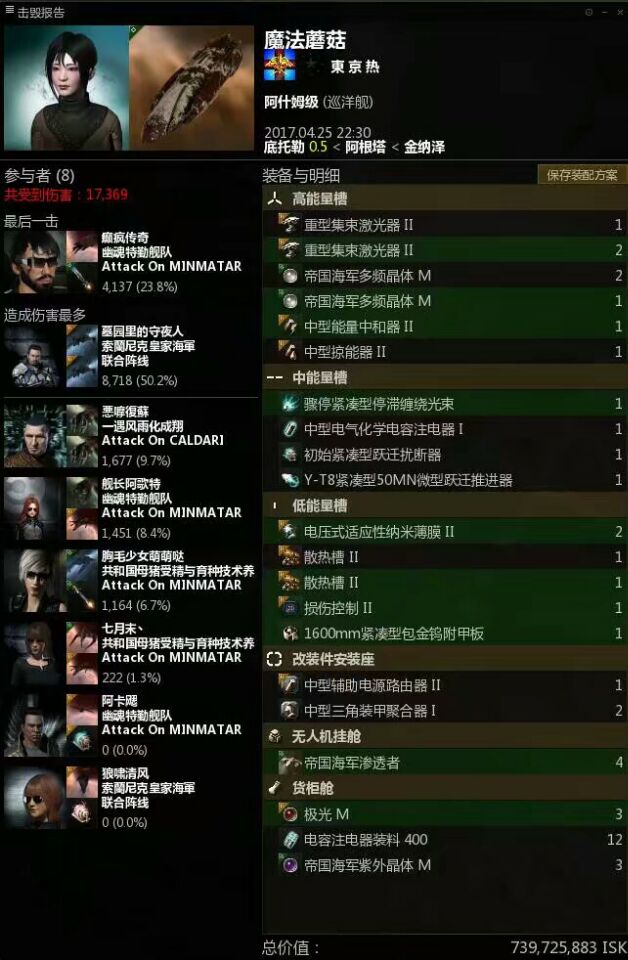 击毁报告
魔法蘑菇
東京热
阿什姆级 (巡洋舰)
2017.04.25 22:30
底托勒 0.5 < 阿根塔 < 金纳泽
参与者 (8)
共受到伤害：17,369
最后一击
癫疯传奇
幽魂特勤舰队
Attack On MINMATAR
4,137 (23.8%)
造成伤害最多
墓园里的守夜人
索蘭尼克皇家海軍
联合阵线
8,718 (50.2%)
悪嚓復蘇
一遇风雨化成翔
Attack On CALDARI
1,677 (9.7%)
舰长阿歌特
幽魂特勤舰队
Attack On MINMATAR
1,451 (8.4%)
胸毛少女萌萌哒
共和国母猪受精与育种技术养
Attack On MINMATAR
1,164 (6.7%)
七月末丶
共和国母猪受精与育种技术养
Attack On MINMATAR
222 (1.3%)
阿卡飓
幽魂特勤舰队
Attack On MINMATAR
0 (0.0%)
狼啸清风
索蘭尼克皇家海軍
联合阵线
0 (0.0%)
装备与明细
保存装配方案
高能量槽
重型集束激光器 II 1
重型集束激光器 II 2
帝国海军多频晶体 M 2
帝国海军多频晶体 M 1
中型能量中和器 II 1
中型掠能器 II 1
中能量槽
骤停紧凑型停滞缠绕光束 1
中型电气化学电容注电器 I 1
初始紧凑型跃迁扰断器 1
Y-T8紧凑型50MN微型跃迁推进器 1
低能量槽
电压式适应性纳米薄膜 II 2
散热槽 II 1
散热槽 II 1
损伤控制 II 1
1600mm紧凑型包金钨附甲板 1
改装件安装座
中型辅助电源路由器 II 1
中型三角装甲聚合器 I 2
无人机挂舱
帝国海军渗透者 4
货柜舱
极光 M 3
电容注电器装料 400 12
帝国海军紫外晶体 M 3
总价值： 739,725,883 ISK